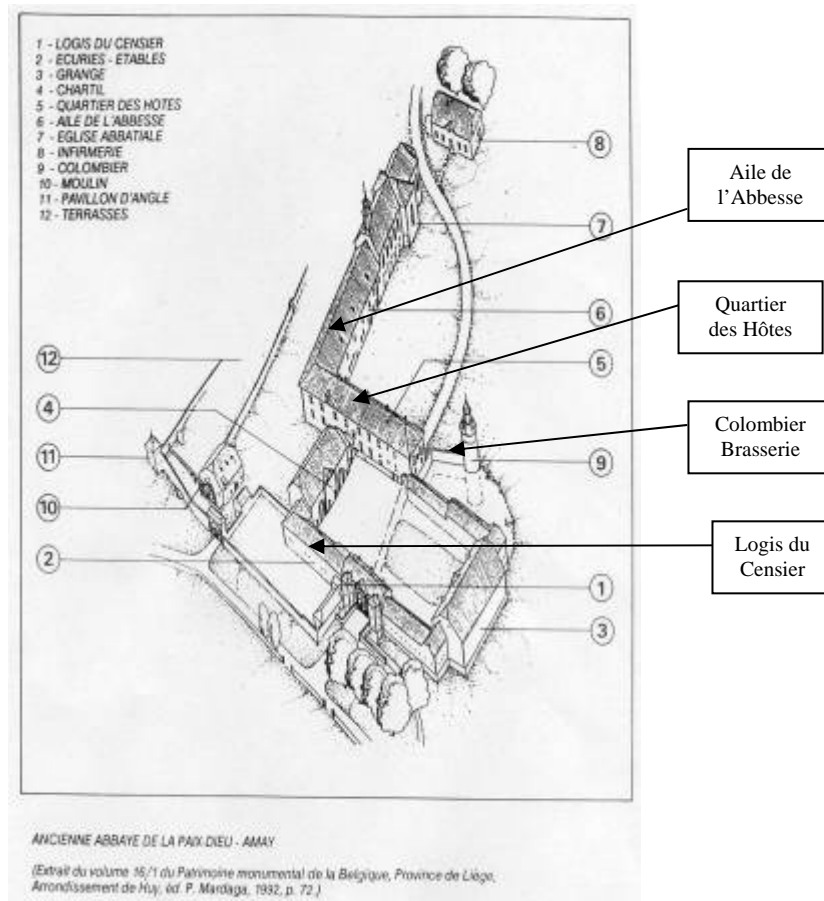 1 - LOGIS DU CENSIER
2 - ECURIES - ETABLES
3 - GRANGE
4 - CHARTIL
5 - QUARTIER DES HOTES
6 - AILE DE L'ABBESSE
7 - EGLISE ABBATIALE
8 - INFIRMERIE
9 - COLOMBIER
10 - MOULIN
11 - PAVILLON D'ANGLE
12 - TERRASSES
8
Aile de
l'Abbesse
7
6
Quartier
des Hôtes
12
5
4
Colombier
Brasserie
11
9
10
Logis du
Censier
2
1
3
ANCIENNE ABBAYE DE LA PAIX-DIEU - AMAY
(Extrait du volume 16/1 du Patrimoine monumental de la Belgique, Province de Liège,
Arrondissement de Huy, éd. P. Mardaga, 1992, p. 72.)